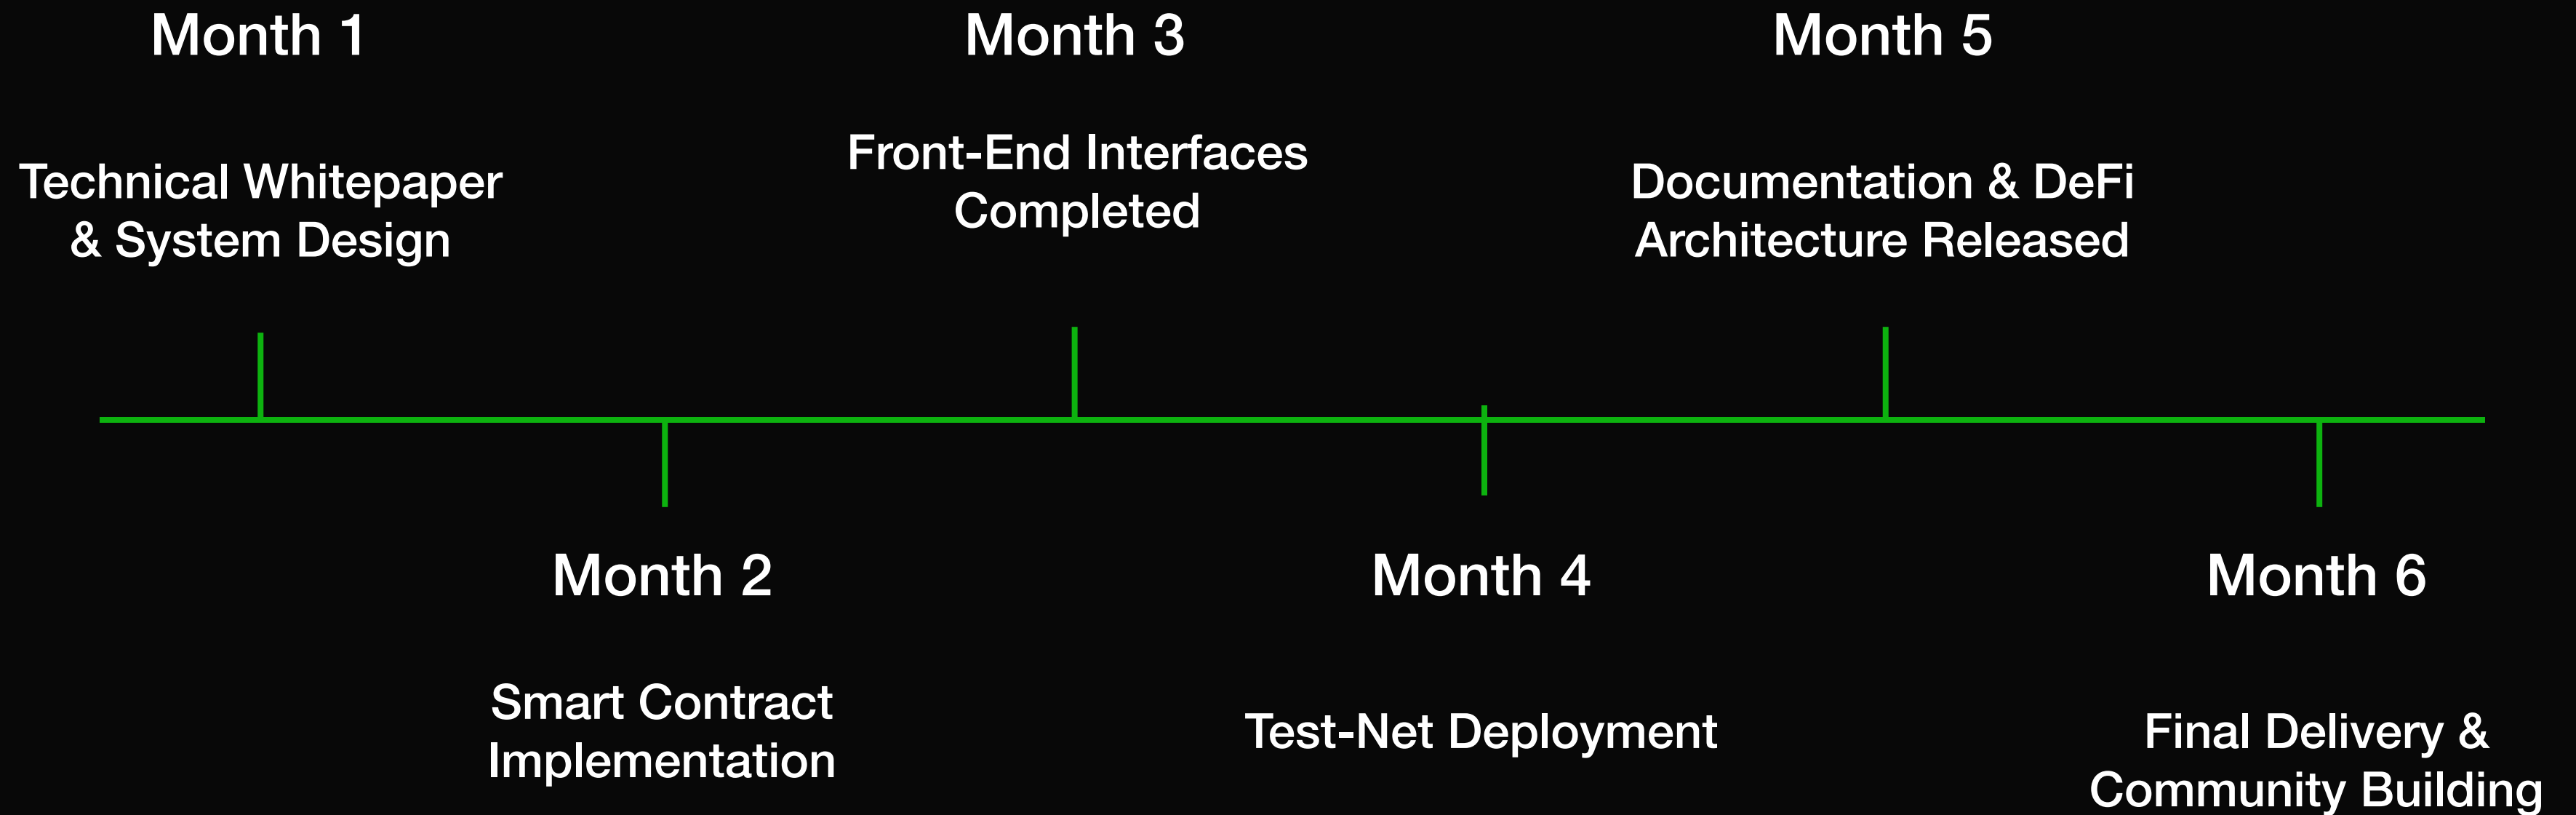 Month 1
Technical Whitepaper
& System Design
Month 2
Smart Contract
Implementation
Month 3
Front-End Interfaces
Completed
Month 4
Test-Net Deployment
Month 5
Documentation & DeFi
Architecture Released
Month 6
Final Delivery &
Community Building